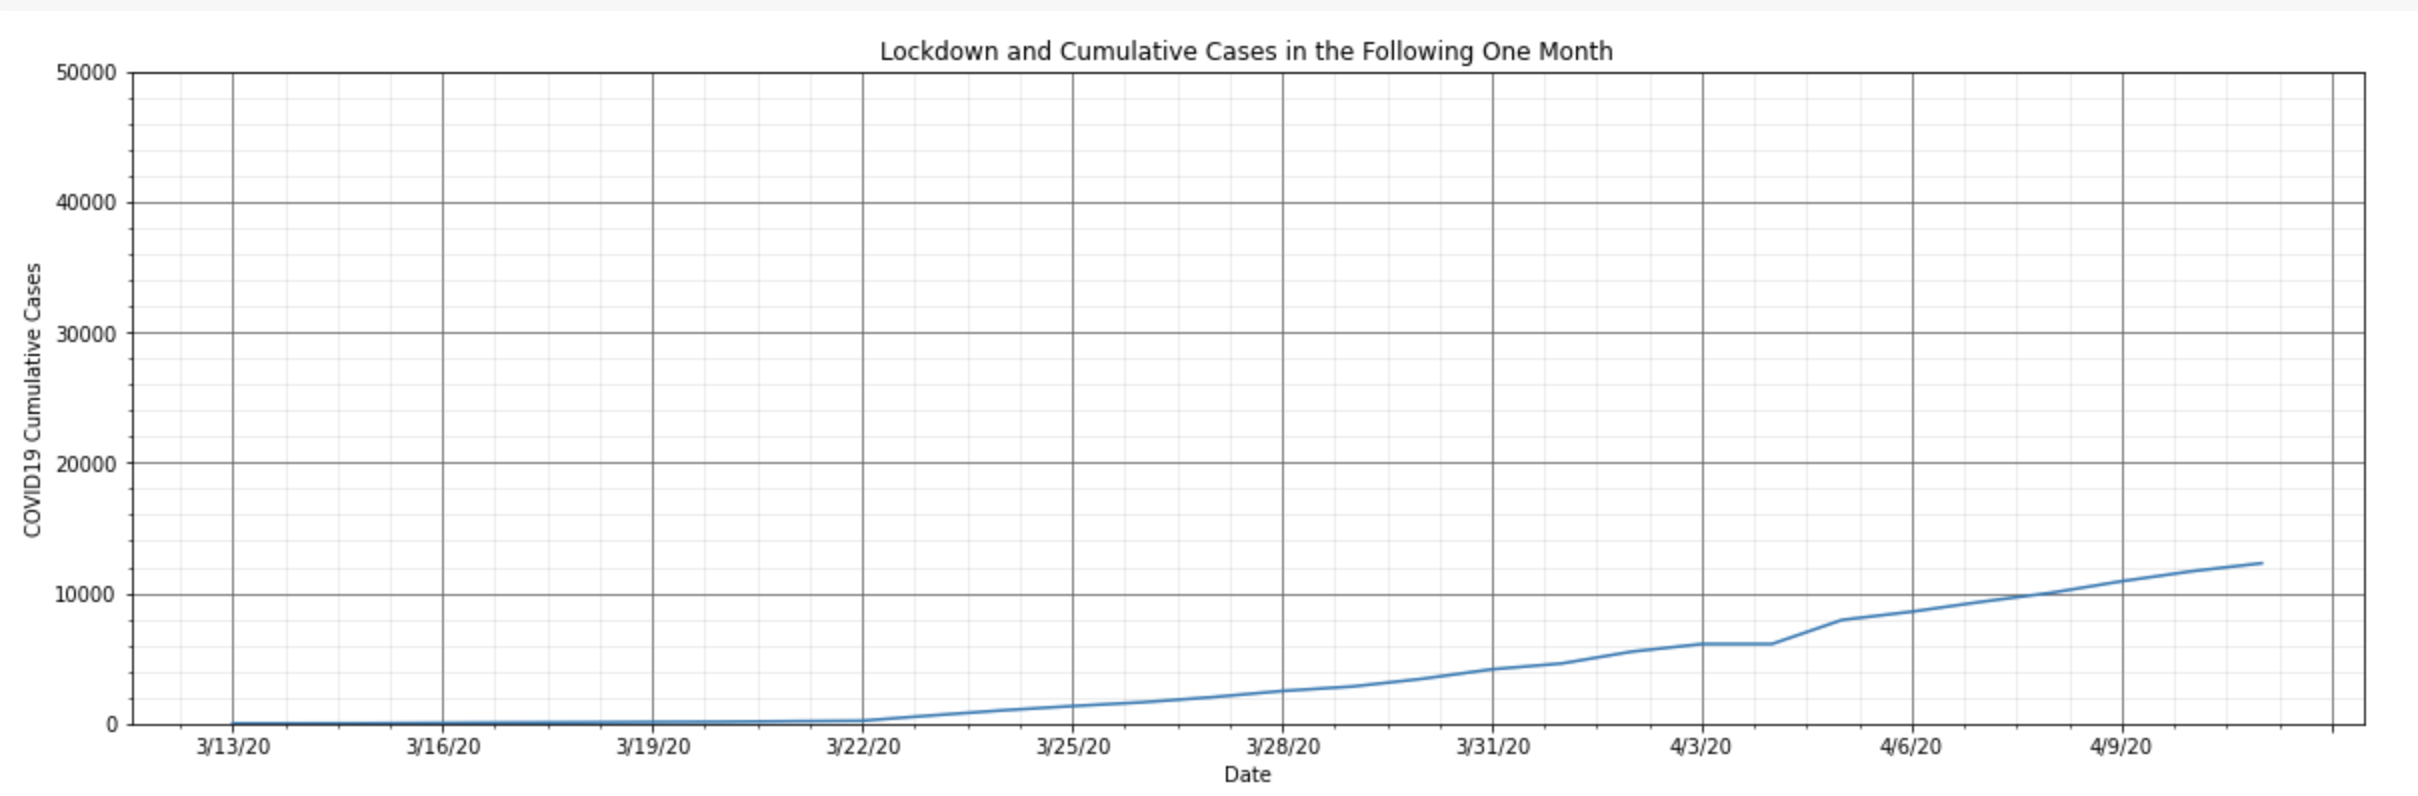 Lockdown and Cumulative Cases in the Following One Month
50000
40000
30000
20000
10000
0
COVID19 Cumulative Cases
3/13/20 3/16/20 3/19/20 3/22/20 3/25/20 3/28/20 3/31/20 4/3/20 4/6/20 4/9/20
Date